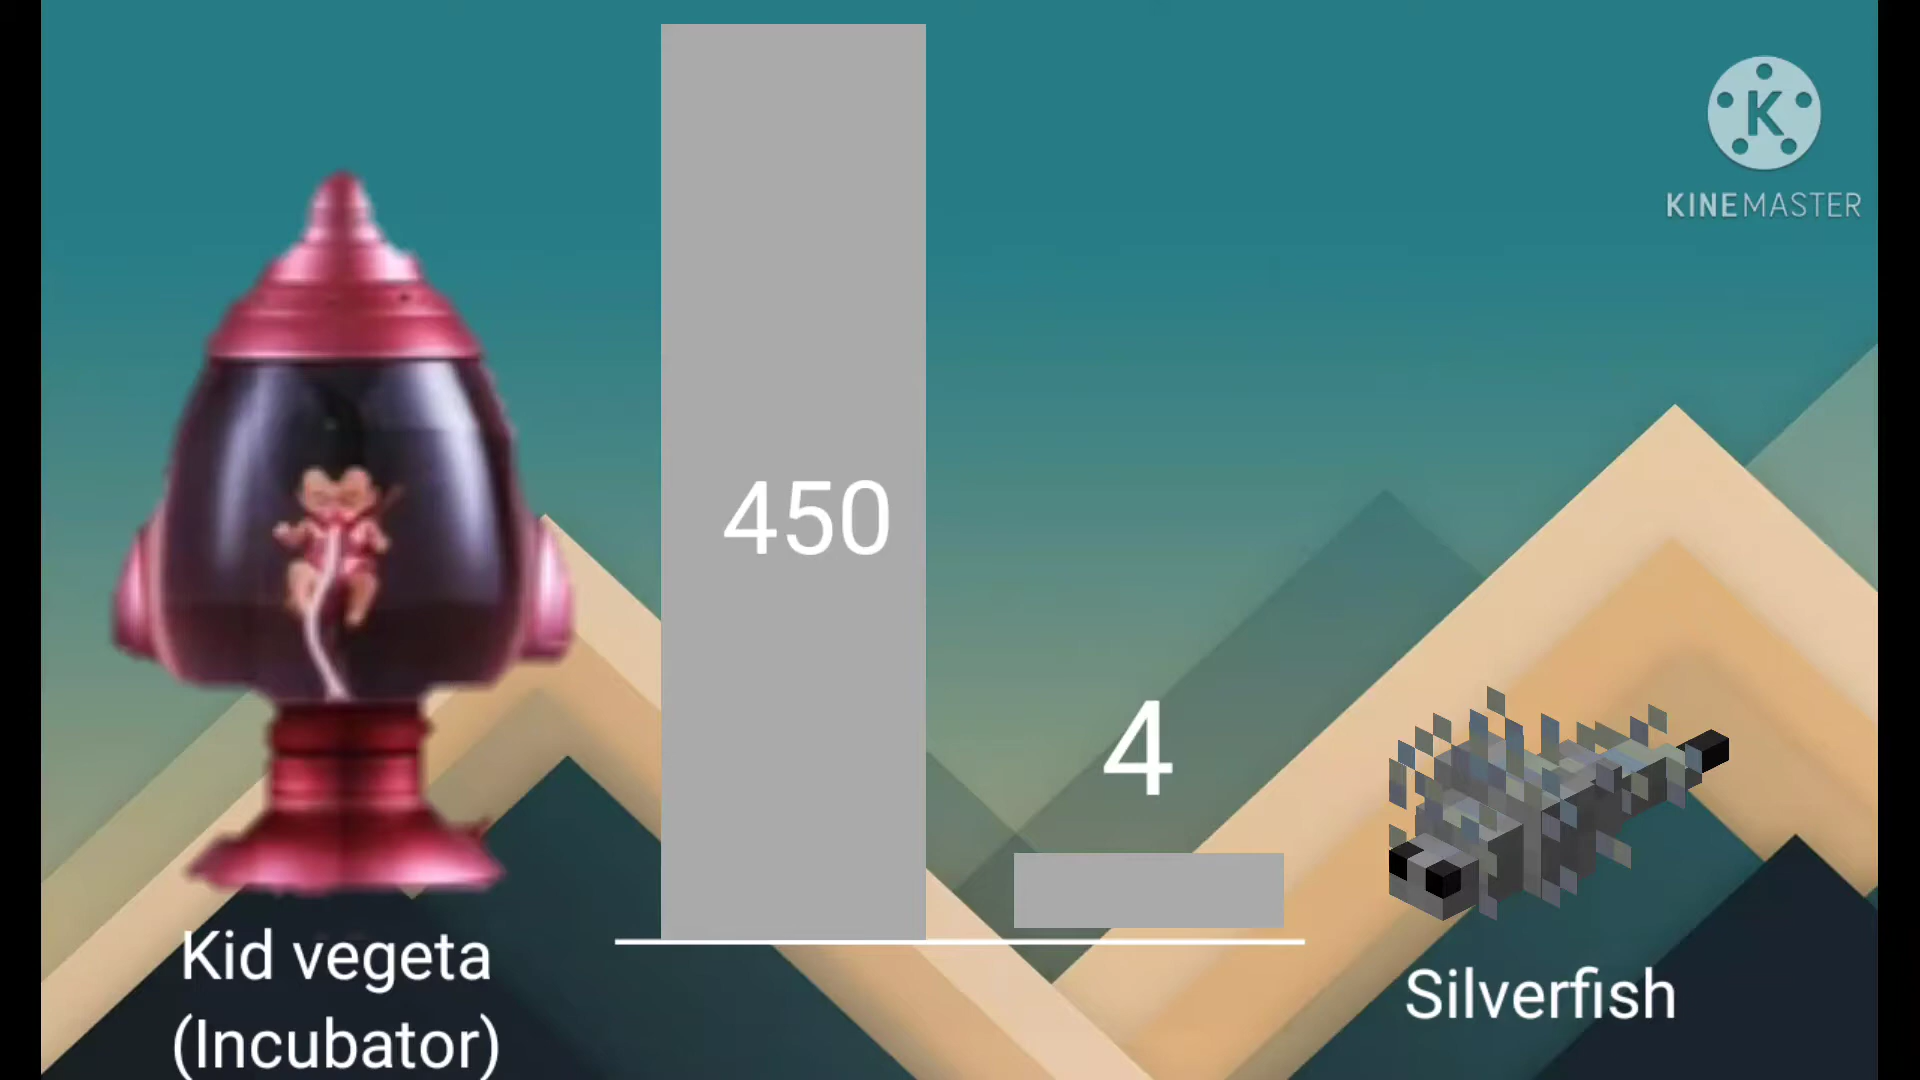 K
KINEMASTER
450
4
Kid vegeta
(Incubator)
Silverfish